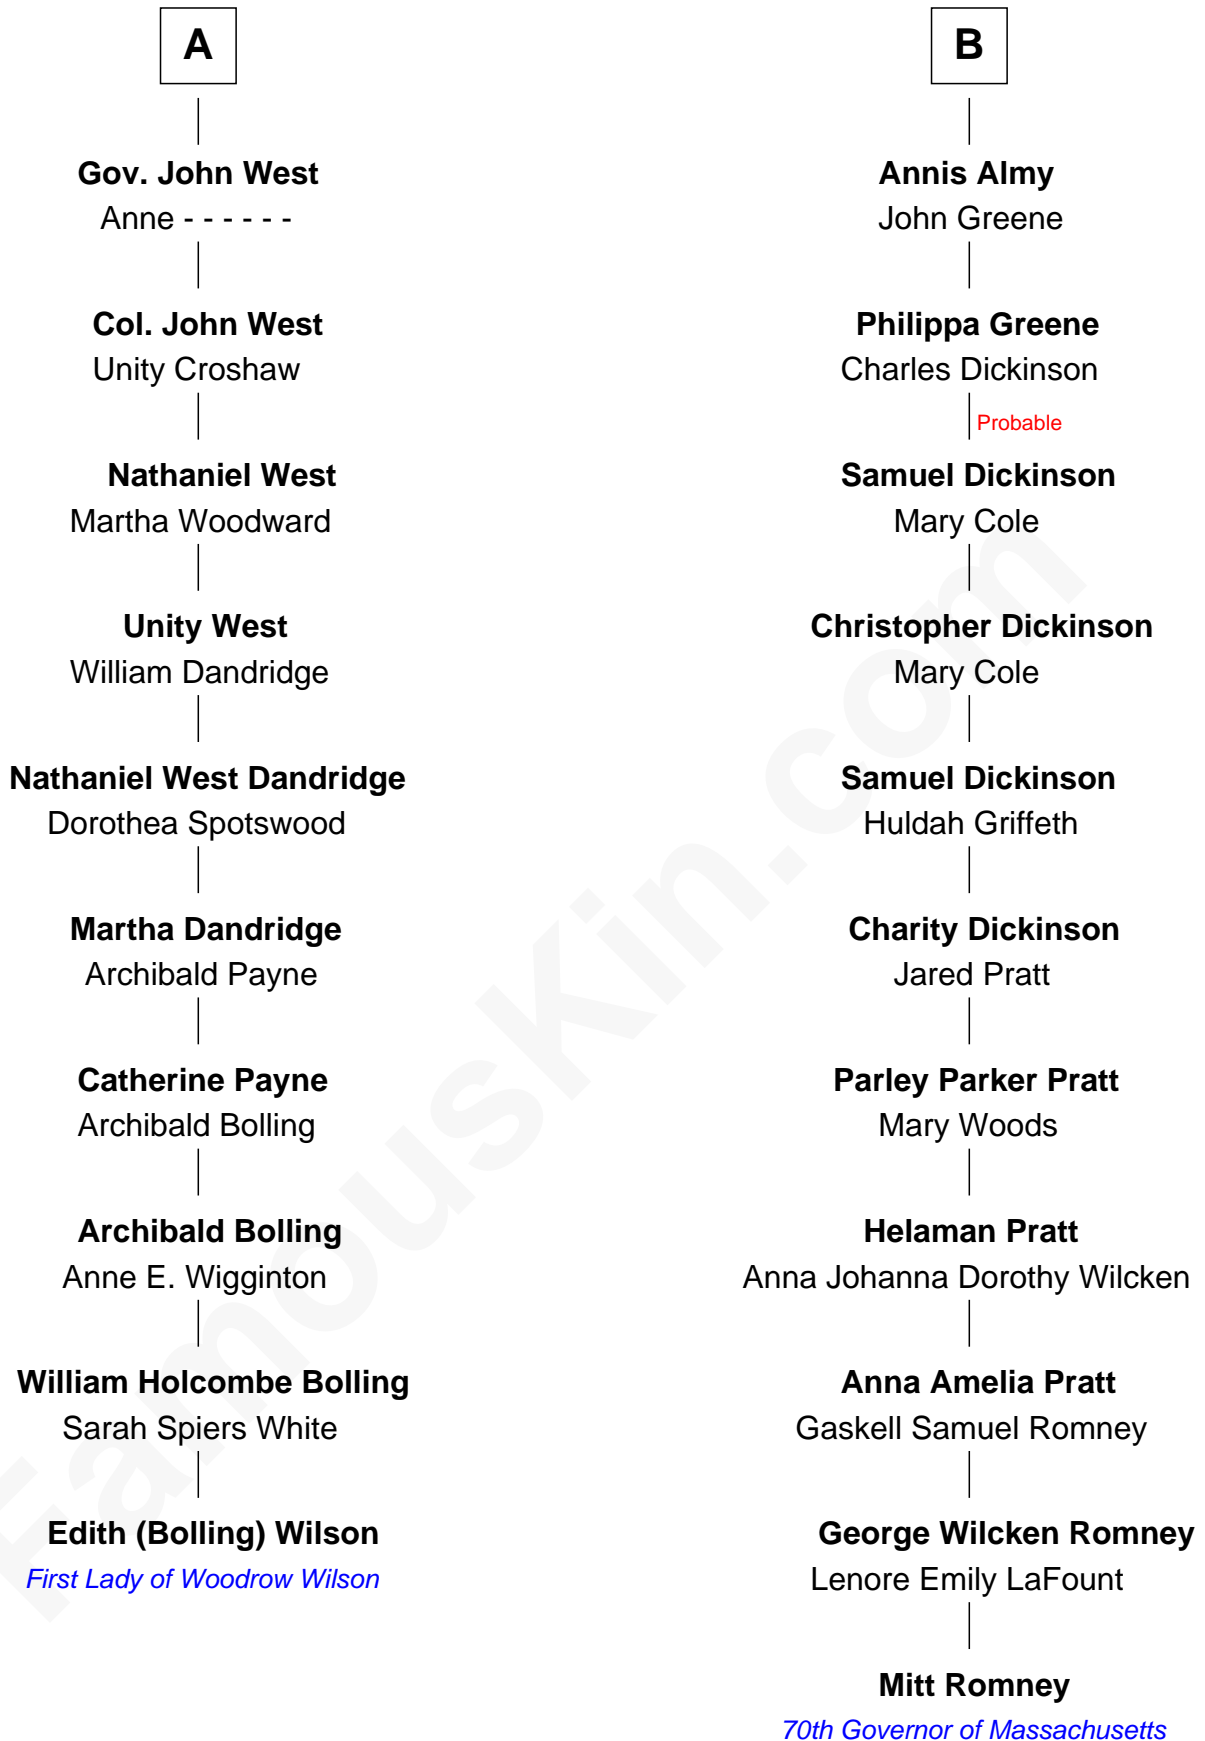 A
Gov. John West
Anne - - - - - -
Col. John West
Unity Croshaw
Nathaniel West
Martha Woodward
Unity West
William Dandridge
Nathaniel West Dandridge
Dorothea Spotswood
Martha Dandridge
Archibald Payne
Catherine Payne
Archibald Bolling
Archibald Bolling
Anne E. Wigginton
William Holcombe Bolling
Sarah Spiers White
Edith (Bolling) Wilson
First Lady of Woodrow Wilson
B
Annis Almy
John Greene
Philippa Greene
Charles Dickinson
Probable
Samuel Dickinson
Mary Cole
Christopher Dickinson
Mary Cole
Samuel Dickinson
Huldah Griffeth
Charity Dickinson
Jared Pratt
Parley Parker Pratt
Mary Woods
Helaman Pratt
Anna Johanna Dorothy Wilcken
Anna Amelia Pratt
Gaskell Samuel Romney
George Wilcken Romney
Lenore Emily LaFount
Mitt Romney
70th Governor of Massachusetts
FamousKin.com